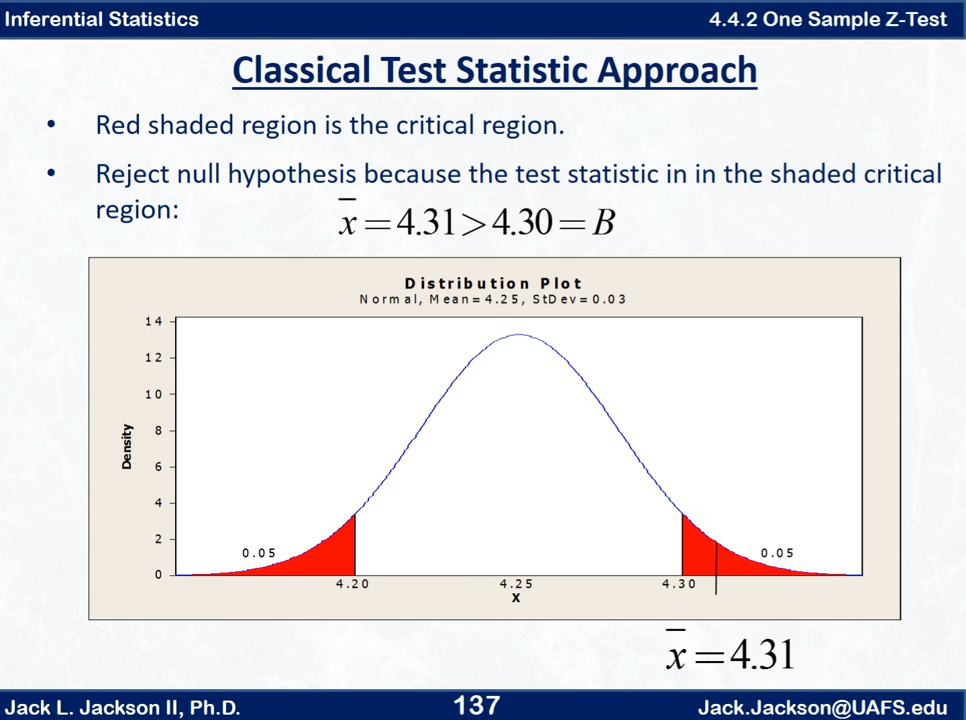 Inferential Statistics
4.4.2 One Sample Z-Test
Classical Test Statistic Approach
• Red shaded region is the critical region.
• Reject null hypothesis because the test statistic in in the shaded critical
region:
x̄ = 4.31 > 4.30 = B
Distribution Plot
Normal, Mean=4.25, StDev=0.03
14
12
10
8
6
4
2
0
Density
0.05
0.05
4.20
4.25
4.30
X
x̄ = 4.31
Jack L. Jackson II, Ph.D.
137
Jack.Jackson@UAFS.edu